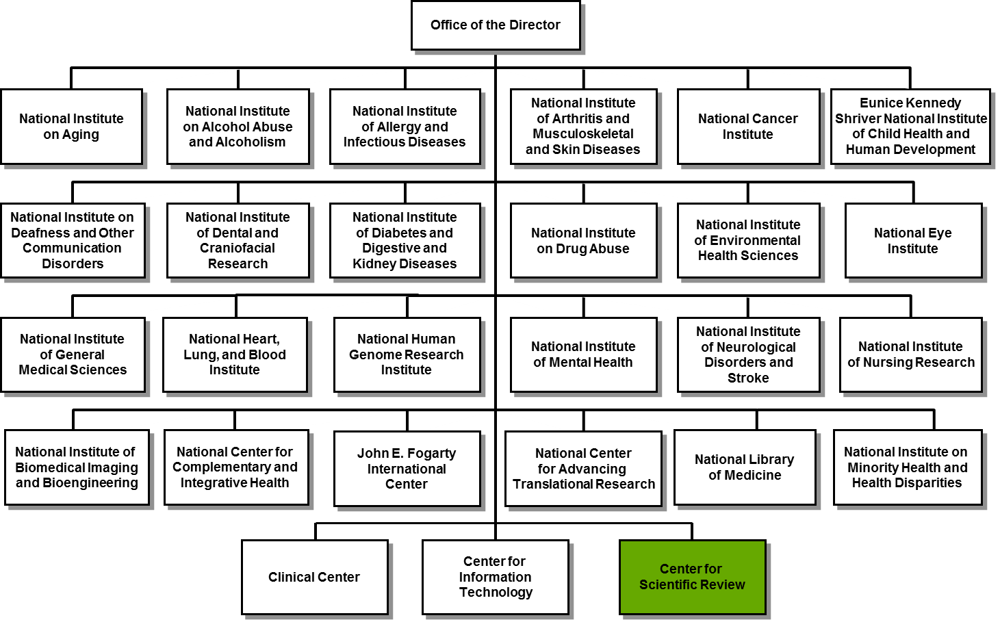 Office of the Director
National Institute
on Aging
National Institute
on Alcohol Abuse
and Alcoholism
National Institute
of Allergy and
Infectious Diseases
National Institute
of Arthritis and
Musculoskeletal
and Skin Diseases
National Cancer
Institute
Eunice Kennedy
Shriver National Institute
of Child Health and
Human Development
National Institute on
Deafness and Other
Communication
Disorders
National Institute
of Dental and
Craniofacial
Research
National Institute
of Diabetes and
Digestive and
Kidney Diseases
National Institute
on Drug Abuse
National Institute
of Environmental
Health Sciences
National Eye
Institute
National Institute
of General
Medical Sciences
National Heart,
Lung, and Blood
Institute
National Human
Genome Research
Institute
National Institute
of Mental Health
National Institute
of Neurological
Disorders and
Stroke
National Institute
of Nursing Research
National Institute of
Biomedical Imaging
and Bioengineering
National Center for
Complementary and
Integrative Health
John E. Fogarty
International
Center
National Center
for Advancing
Translational Research
National Library
of Medicine
National Institute on
Minority Health and
Health Disparities
Clinical Center
Center for
Information
Technology
Center for
Scientific Review